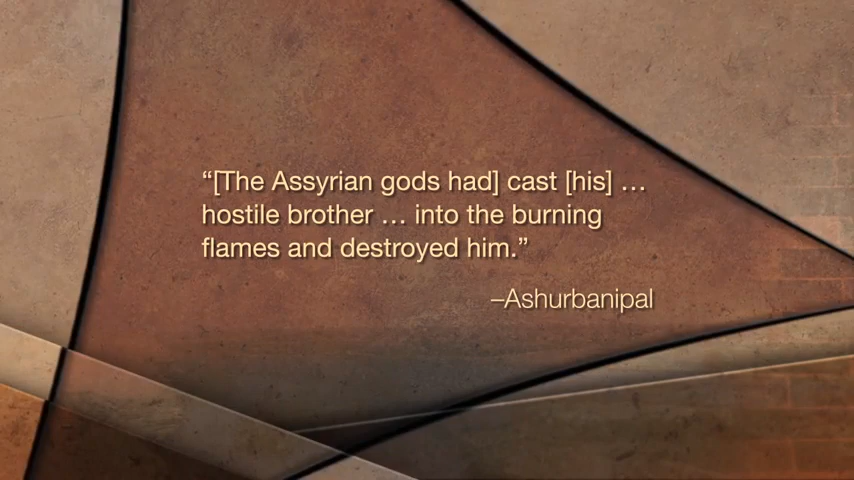 “[The Assyrian gods had] cast [his] …
hostile brother … into the burning
flames and destroyed him.”
–Ashurbanipal